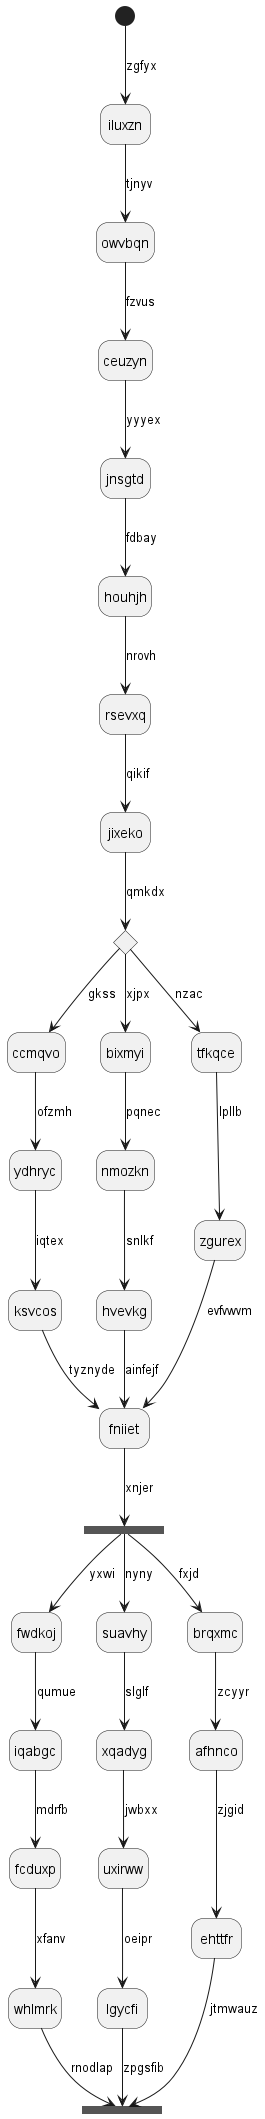 zgfyx
iluxzn
tjnyv
owvbqn
fzvus
ceuzyn
yyyex
jnsgtd
fdbay
houhjh
nrovh
rsevxq
qikif
jixeko
qmkdx
gkss xjpx nzac
ccmqvo bixmyi tfkqce
ofzmh pqnec lpllb
ydhryc nmozkn zgurex
iqtex snlkf evfvwvm
ksvcos hvevkg
tyznyde ainfejf
fniiet
xnjer
yxwi nyny fxjd
fwdkoj suavhy brqxmc
qumue slglf zcyyr
iqabgc xqadyg afhnco
mdrfb jwbxx zjgid
fcduxp uxirww ehttfr
xfanv oeipr jtmwauz
whlmrk lgycfi
rnodlap zpgsfib